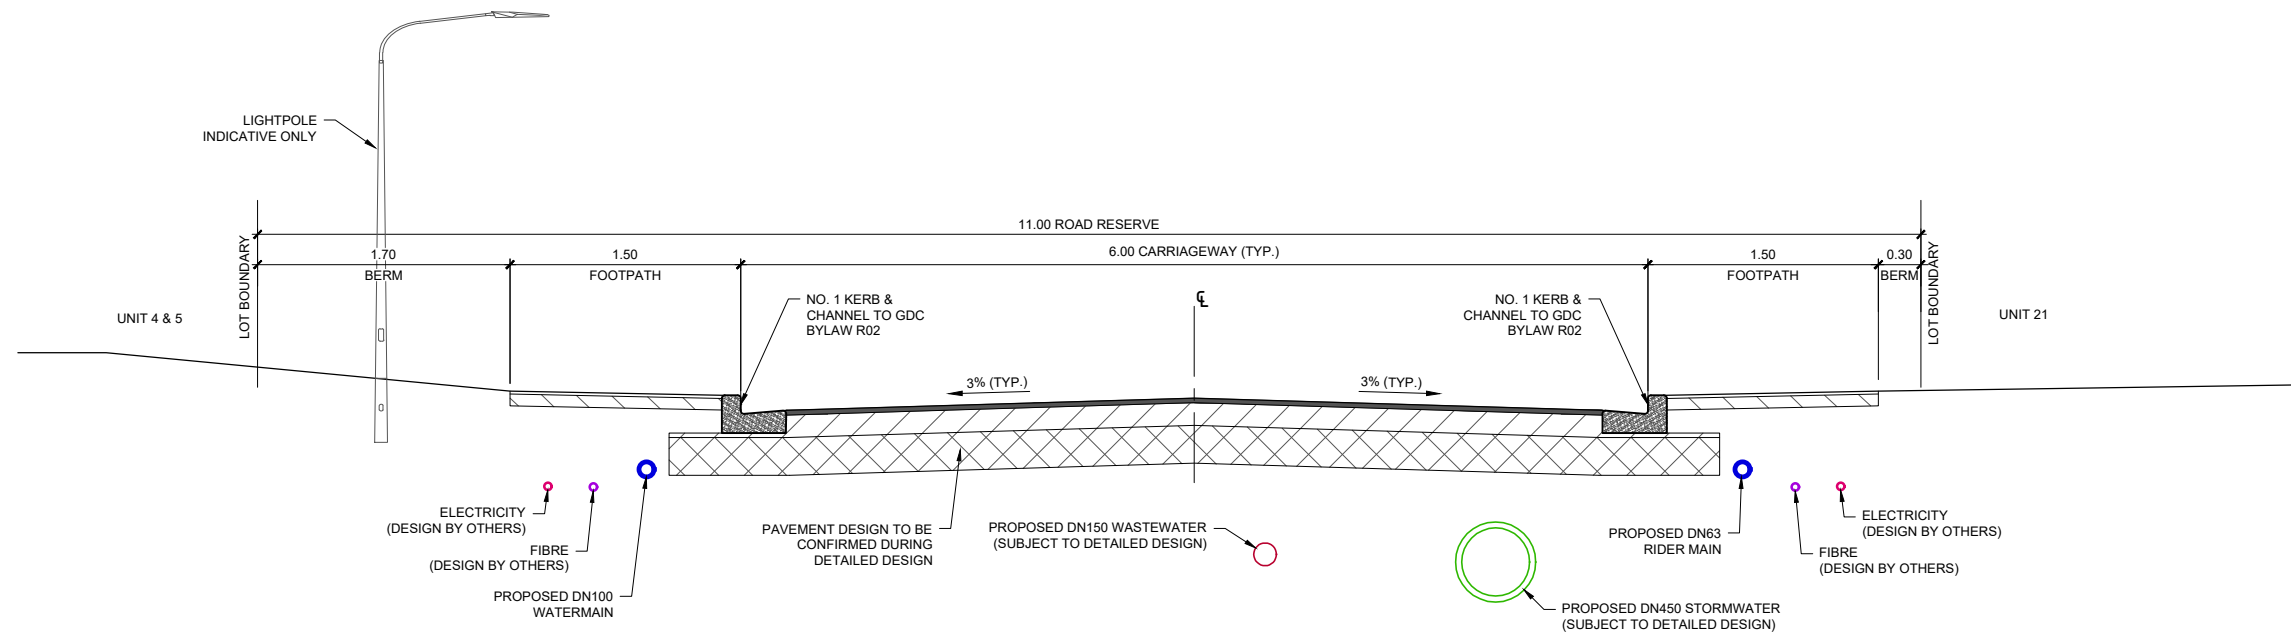 LIGHTPOLE
INDICATIVE ONLY
11.00 ROAD RESERVE
1.70
BERM
1.50
FOOTPATH
6.00 CARRIAGEWAY (TYP.)
1.50
FOOTPATH
0.30
BERM
LOT BOUNDARY
LOT BOUNDARY
UNIT 4 & 5
NO. 1 KERB &
CHANNEL TO GDC
BYLAW R02
℄
NO. 1 KERB &
CHANNEL TO GDC
BYLAW R02
UNIT 21
3% (TYP.)
3% (TYP.)
ELECTRICITY
(DESIGN BY OTHERS)
FIBRE
(DESIGN BY OTHERS)
PROPOSED DN100
WATERMAIN
PAVEMENT DESIGN TO BE
CONFIRMED DURING
DETAILED DESIGN
PROPOSED DN150 WASTEWATER
(SUBJECT TO DETAILED DESIGN)
PROPOSED DN450 STORMWATER
(SUBJECT TO DETAILED DESIGN)
PROPOSED DN63
RIDER MAIN
FIBRE
(DESIGN BY OTHERS)
ELECTRICITY
(DESIGN BY OTHERS)